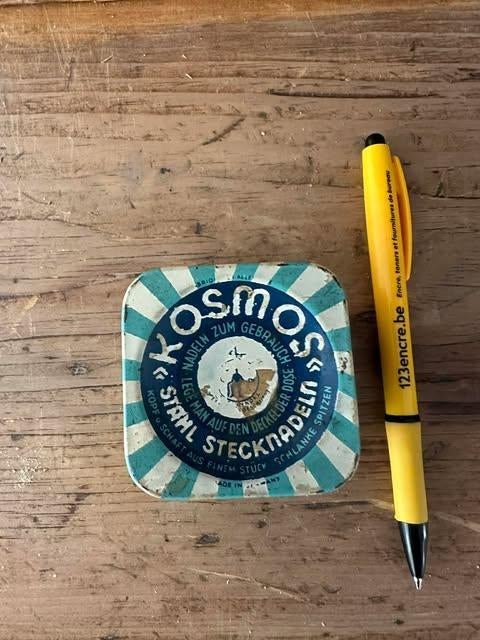 »KOSMOS«
STAHL STECKNADELN
NADELN ZUM GEBRAUCH
LEGE MAN AUF DEN DECKEL DER DOSE
KOPF & SCHAFT AUS EINEM STÜCK
SCHLANKE SPITZEN
MADE IN GERMANY
123encre.be Encre, toners et fournitures de bureau